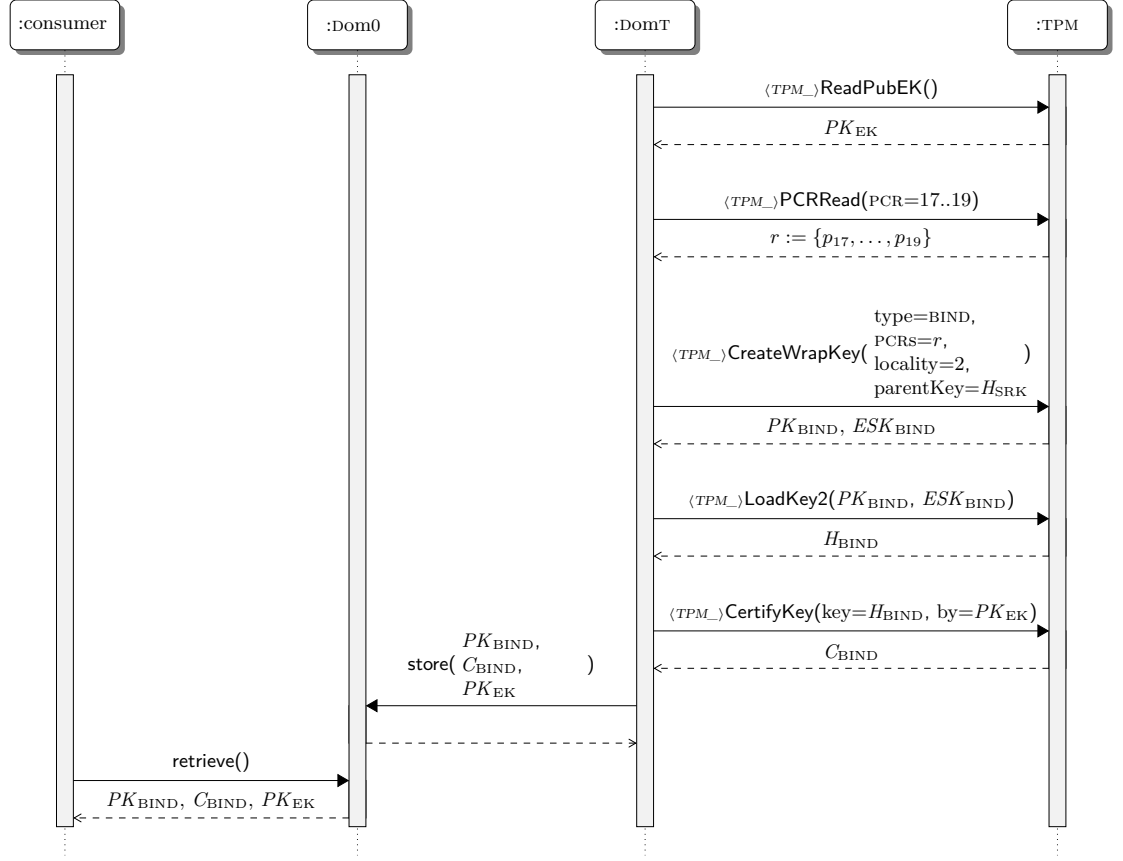 :consumer
:Dom0
:DomT
:TPM
⟨TPM_⟩ReadPubEK()
PK_EK
⟨TPM_⟩PCRRead(PCR=17..19)
r := {p_17, . . . , p_19}
type=BIND,
PCRs=r,
⟨TPM_⟩CreateWrapKey( )
locality=2,
parentKey=H_SRK
PK_BIND, ESK_BIND
⟨TPM_⟩LoadKey2(PK_BIND, ESK_BIND)
H_BIND
⟨TPM_⟩CertifyKey(key=H_BIND, by=PK_EK)
C_BIND
PK_BIND,
store( C_BIND, )
PK_EK
retrieve()
PK_BIND, C_BIND, PK_EK